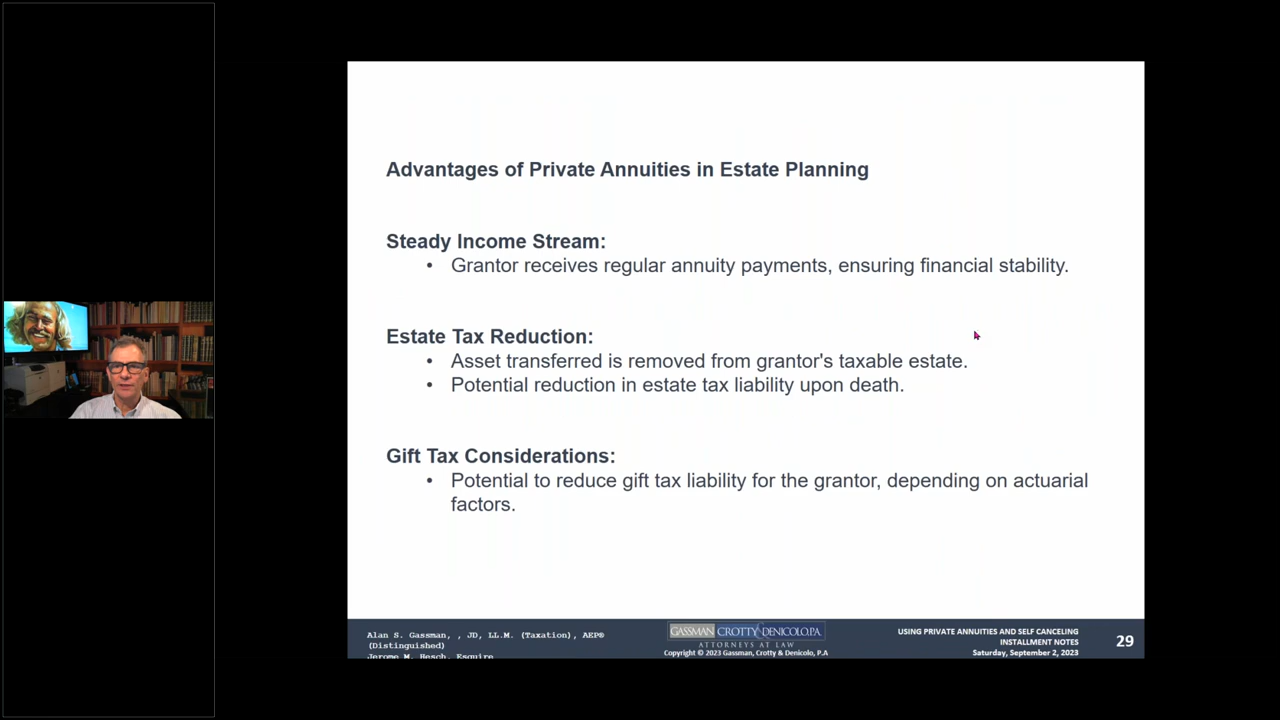 Advantages of Private Annuities in Estate Planning
Steady Income Stream:
• Grantor receives regular annuity payments, ensuring financial stability.
Estate Tax Reduction:
• Asset transferred is removed from grantor's taxable estate.
• Potential reduction in estate tax liability upon death.
Gift Tax Considerations:
• Potential to reduce gift tax liability for the grantor, depending on actuarial
factors.
Alan S. Gassman, , JD, LL.M. (Taxation), AEP®
(Distinguished)
Jerome M. Hesch, Esquire
GASSMAN CROTTY & DENICOLO, P.A.
ATTORNEYS AT LAW
Copyright © 2023 Gassman, Crotty & Denicolo, P.A
USING PRIVATE ANNUITIES AND SELF CANCELING
INSTALLMENT NOTES
Saturday, September 2, 2023
29